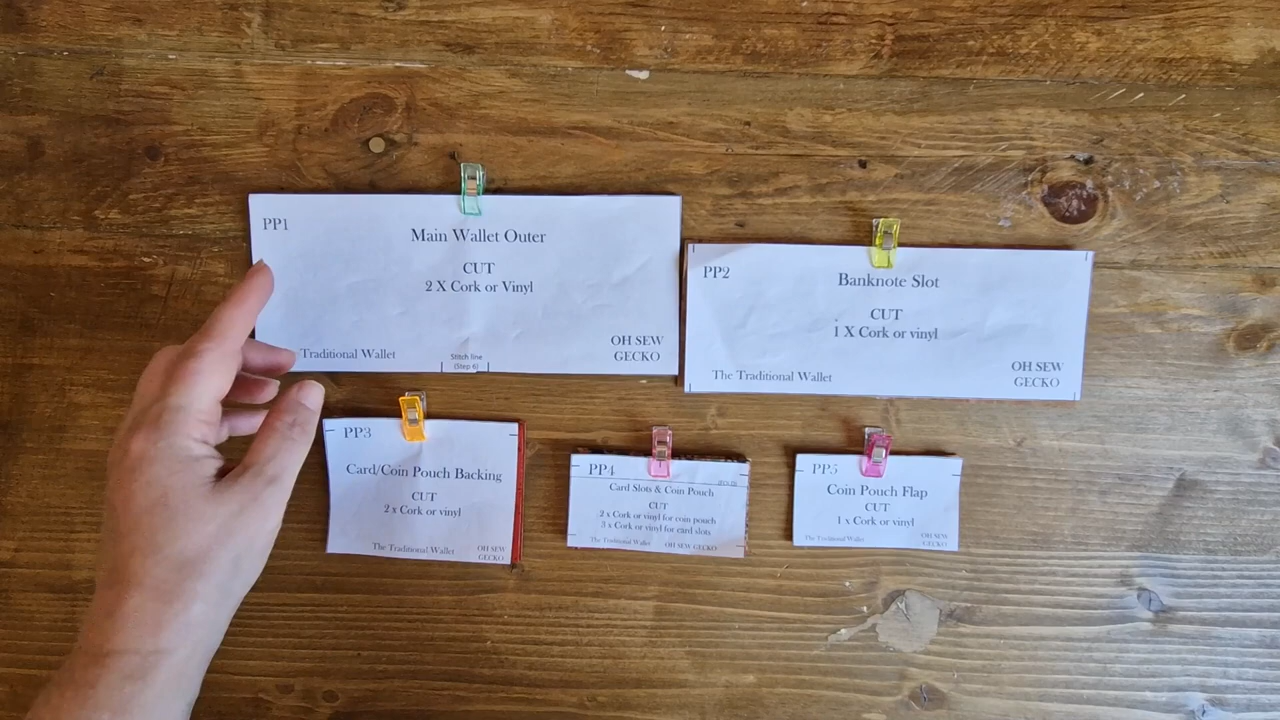 PP1
Main Wallet Outer
CUT
2 X Cork or Vinyl
Traditional Wallet
Stitch line
(Step 6)
OH SEW
GECKO
PP2
Banknote Slot
CUT
1 X Cork or vinyl
The Traditional Wallet
OH SEW
GECKO
PP3
Card/Coin Pouch Backing
CUT
2 x Cork or vinyl
The Traditional Wallet
OH SEW
GECKO
PP4
Card Slots & Coin Pouch
CUT
2 x Cork or vinyl for coin pouch
3 x Cork or vinyl for card slots
The Traditional Wallet
OH SEW GECKO
PP5
Coin Pouch Flap
CUT
1 x Cork or vinyl
The Traditional Wallet
OH SEW
GECKO